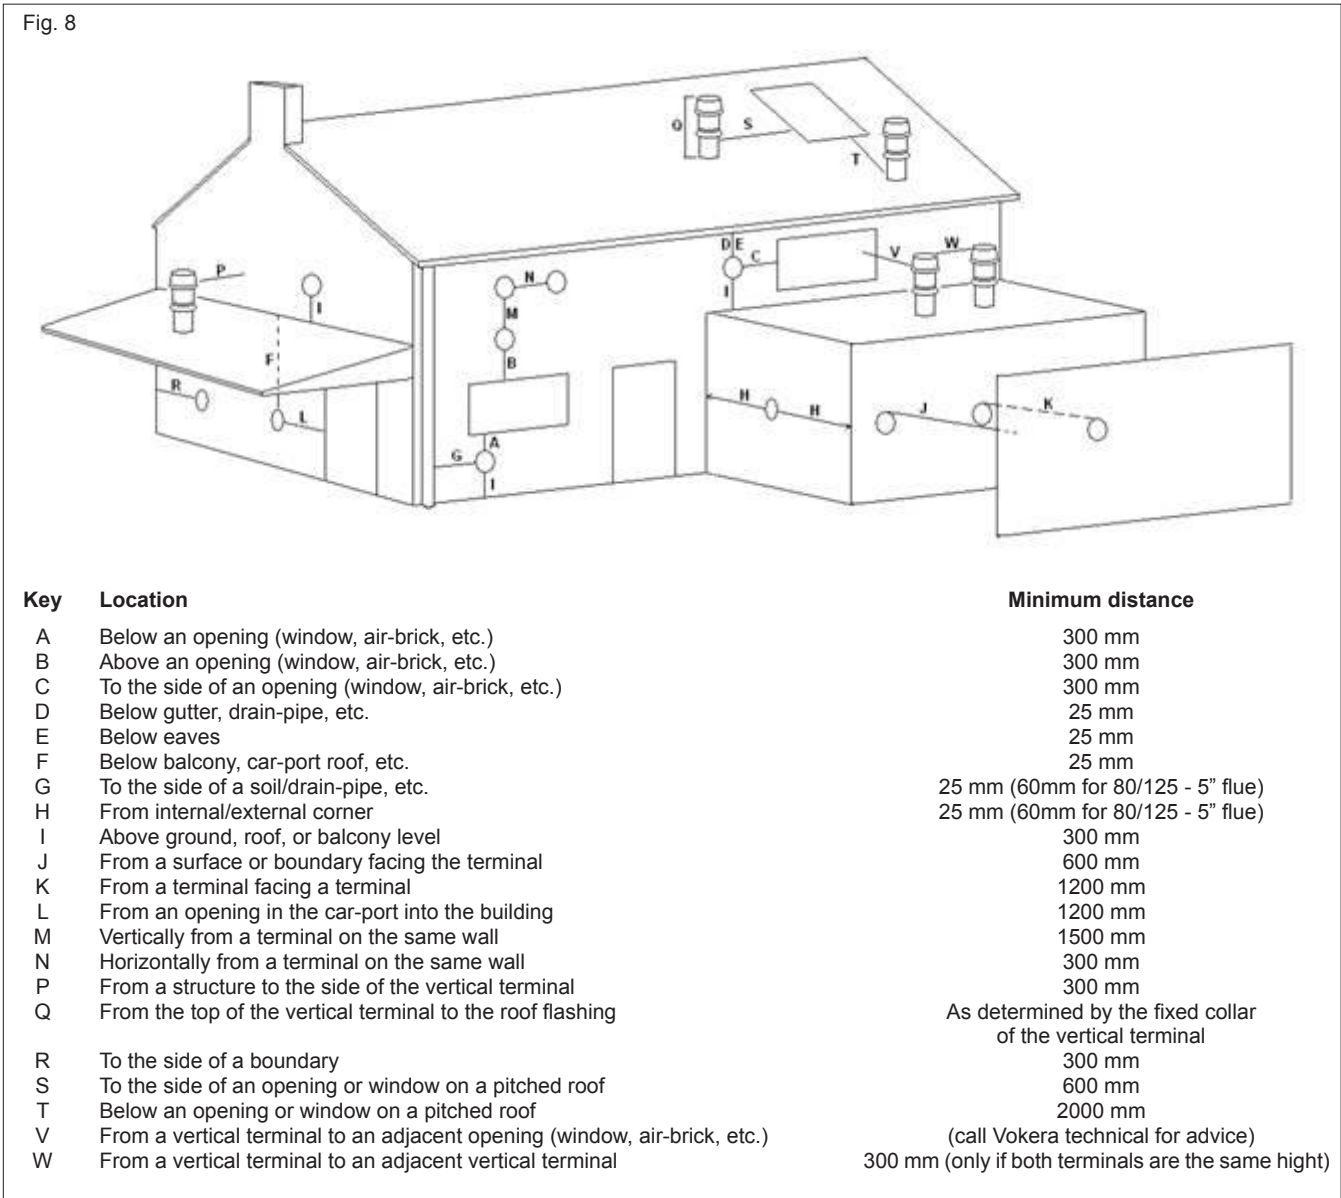 Fig. 8
Q
S
T
P
I
N
M
B
D E
C
I
V
W
F
R
L
A
G
I
H
H
J
K
Key Location Minimum distance
A Below an opening (window, air-brick, etc.) 300 mm
B Above an opening (window, air-brick, etc.) 300 mm
C To the side of an opening (window, air-brick, etc.) 300 mm
D Below gutter, drain-pipe, etc. 25 mm
E Below eaves 25 mm
F Below balcony, car-port roof, etc. 25 mm
G To the side of a soil/drain-pipe, etc. 25 mm (60mm for 80/125 - 5” flue)
H From internal/external corner 25 mm (60mm for 80/125 - 5” flue)
I Above ground, roof, or balcony level 300 mm
J From a surface or boundary facing the terminal 600 mm
K From a terminal facing a terminal 1200 mm
L From an opening in the car-port into the building 1200 mm
M Vertically from a terminal on the same wall 1500 mm
N Horizontally from a terminal on the same wall 300 mm
P From a structure to the side of the vertical terminal 300 mm
Q From the top of the vertical terminal to the roof flashing As determined by the fixed collar
of the vertical terminal
R To the side of a boundary 300 mm
S To the side of an opening or window on a pitched roof 600 mm
T Below an opening or window on a pitched roof 2000 mm
V From a vertical terminal to an adjacent opening (window, air-brick, etc.) (call Vokera technical for advice)
W From a vertical terminal to an adjacent vertical terminal 300 mm (only if both terminals are the same hight)